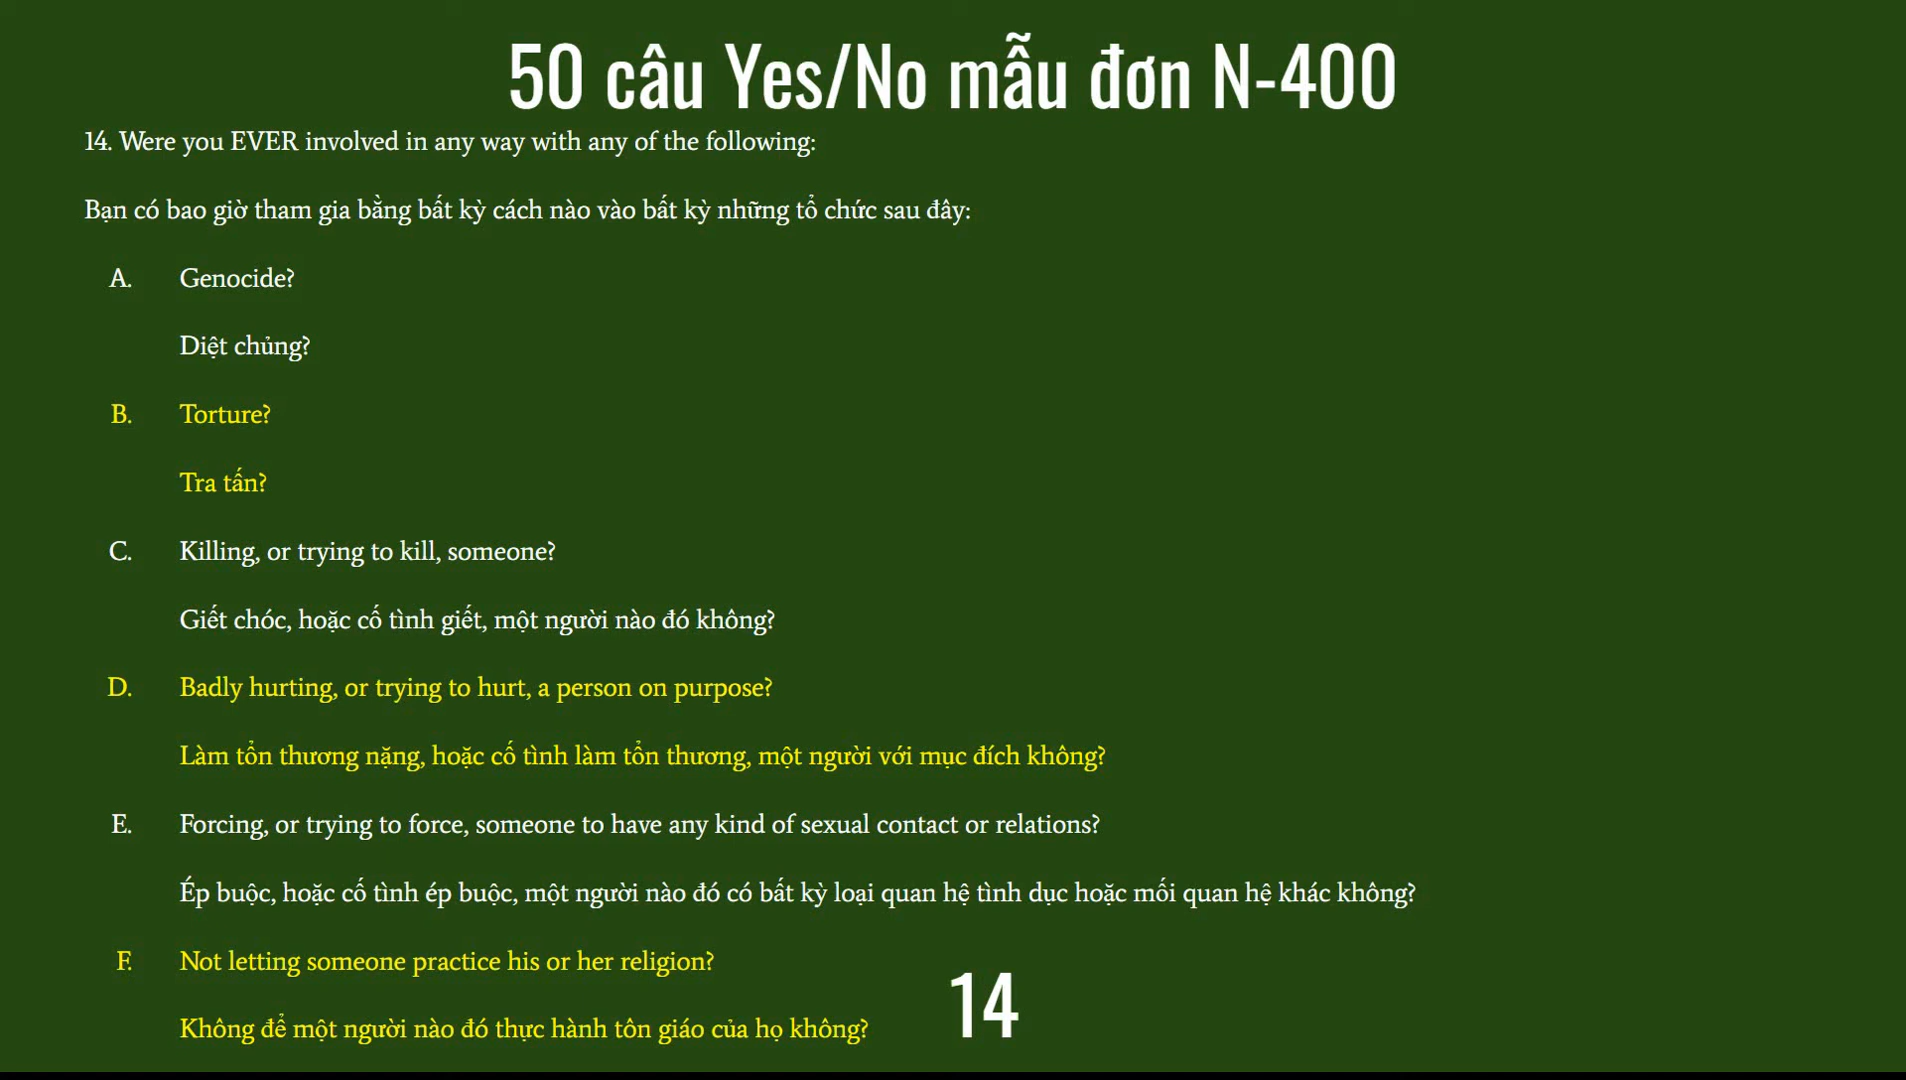 50 câu Yes/No mẫu đơn N-400
14. Were you EVER involved in any way with any of the following:
Bạn có bao giờ tham gia bằng bất kỳ cách nào vào bất kỳ những tổ chức sau đây:
A. Genocide?
Diệt chủng?
B. Torture?
Tra tấn?
C. Killing, or trying to kill, someone?
Giết chóc, hoặc cố tình giết, một người nào đó không?
D. Badly hurting, or trying to hurt, a person on purpose?
Làm tổn thương nặng, hoặc cố tình làm tổn thương, một người với mục đích không?
E. Forcing, or trying to force, someone to have any kind of sexual contact or relations?
Ép buộc, hoặc cố tình ép buộc, một người nào đó có bất kỳ loại quan hệ tình dục hoặc mối quan hệ khác không?
F. Not letting someone practice his or her religion?
Không để một người nào đó thực hành tôn giáo của họ không?
14